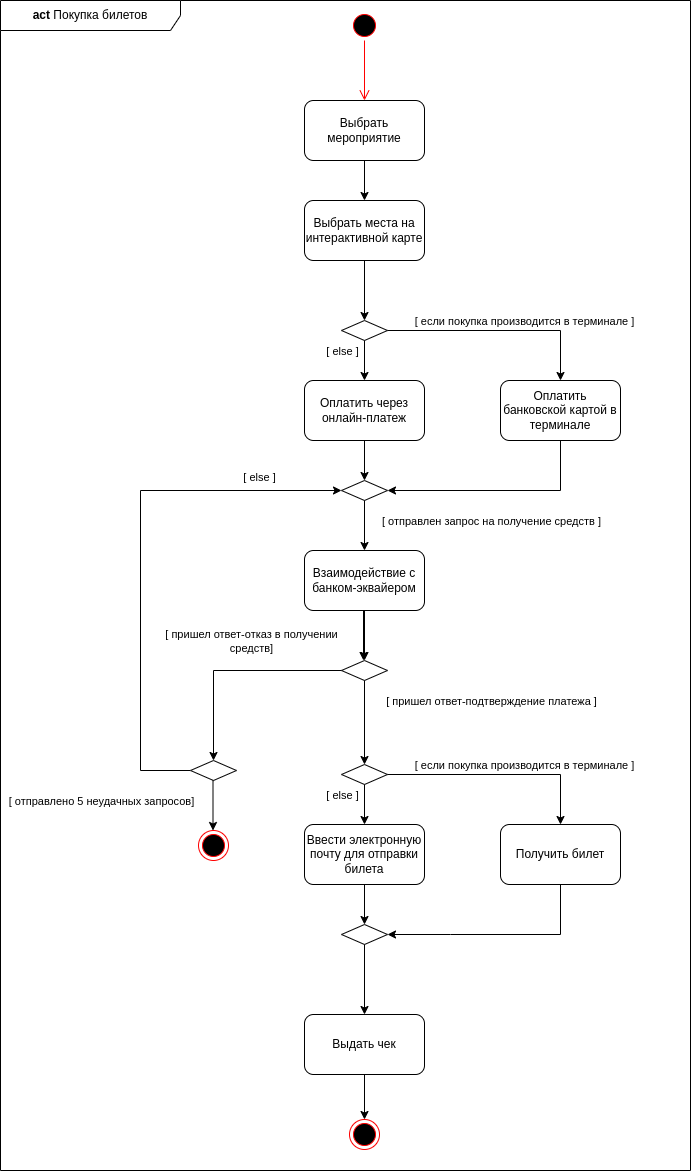 act Покупка билетов
Выбрать
мероприятие
Выбрать места на
интерактивной карте
[ если покупка производится в терминале ]
[ else ]
Оплатить через
онлайн-платеж
Оплатить
банковской картой в
терминале
[ else ]
[ отправлен запрос на получение средств ]
Взаимодействие с
банком-эквайером
[ пришел ответ-отказ в получении
средств]
[ пришел ответ-подтверждение платежа ]
[ если покупка производится в терминале ]
[ else ]
[ отправлено 5 неудачных запросов]
Ввести электронную
почту для отправки
билета
Получить билет
Выдать чек